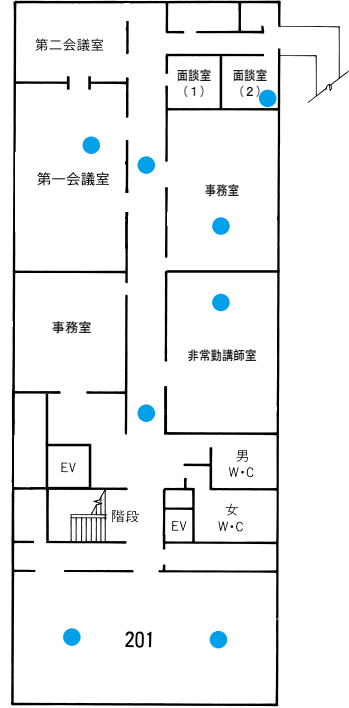 第二会議室
面談室
(1)
面談室
(2)
第一会議室
事務室
事務室
非常勤講師室
EV
男
W・C
階段
EV
女
W・C
201